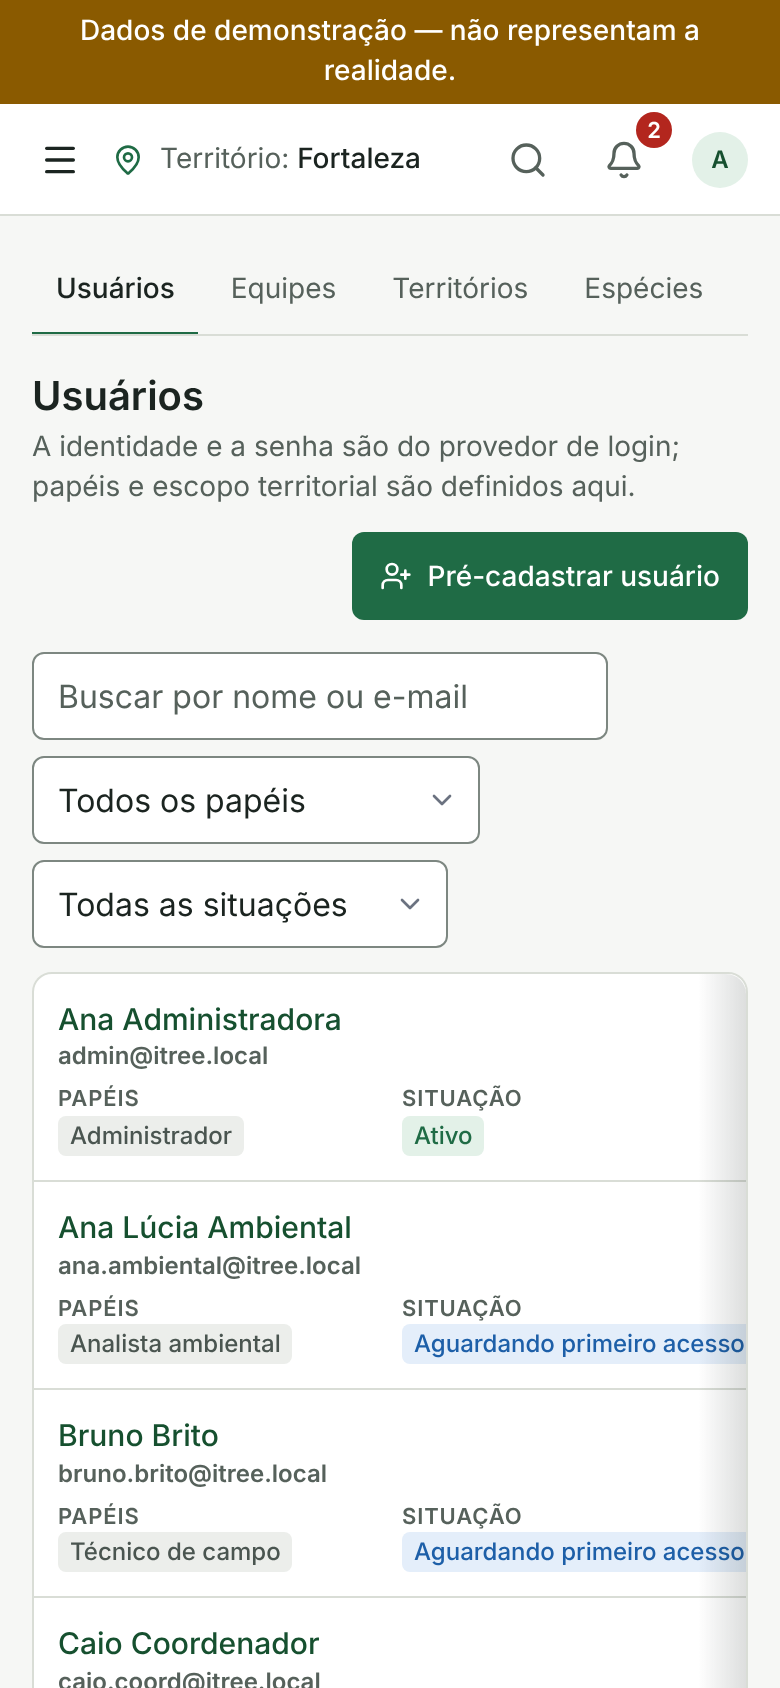 Dados de demonstração — não representam a
realidade.
Território: Fortaleza
2
A
Usuários
Equipes
Territórios
Espécies
Usuários
A identidade e a senha são do provedor de login;
papéis e escopo territorial são definidos aqui.
Pré-cadastrar usuário
Buscar por nome ou e-mail
Todos os papéis
Todas as situações
Ana Administradora
admin@itree.local
PAPÉIS
SITUAÇÃO
Administrador
Ativo
Ana Lúcia Ambiental
ana.ambiental@itree.local
PAPÉIS
SITUAÇÃO
Analista ambiental
Aguardando primeiro acesso
Bruno Brito
bruno.brito@itree.local
PAPÉIS
SITUAÇÃO
Técnico de campo
Aguardando primeiro acesso
Caio Coordenador
caio.coord@itree.local